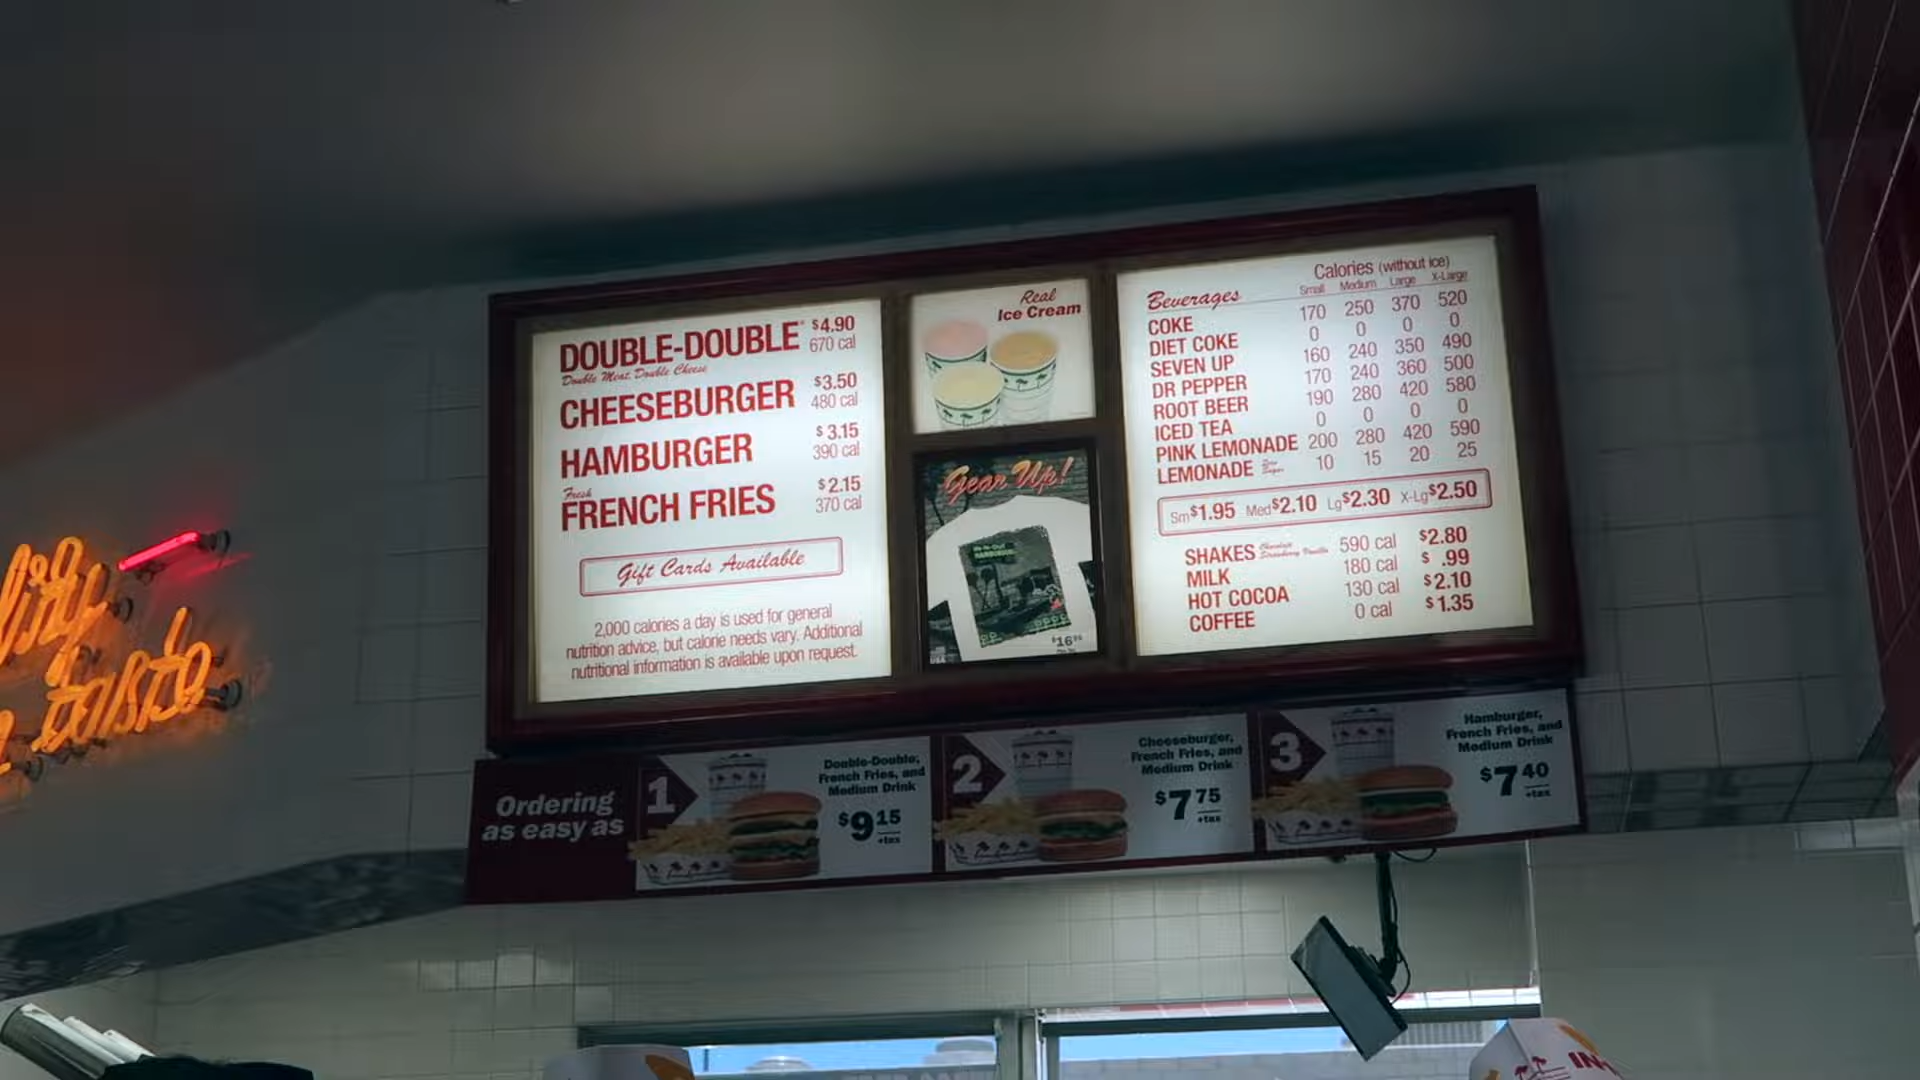 DOUBLE-DOUBLE® $4.90
Double Meat, Double Cheese 670 cal
CHEESEBURGER $3.50
480 cal
HAMBURGER $3.15
390 cal
Fresh
FRENCH FRIES $2.15
370 cal
Gift Cards Available
2,000 calories a day is used for general
nutrition advice, but calorie needs vary. Additional
nutritional information is available upon request.
Real
Ice Cream
Gear Up!
IN-N-OUT
HAMBURGERS
$16
Calories (without ice)
Beverages Small Medium Large X-Large
COKE 170 250 370 520
DIET COKE 0 0 0 0
SEVEN UP 160 240 350 490
DR PEPPER 170 240 360 500
ROOT BEER 190 280 420 580
ICED TEA 0 0 0 0
PINK LEMONADE 200 280 420 590
LEMONADE Zero Sugar 10 15 20 25
Sm $1.95 Med $2.10 Lg $2.30 X-Lg $2.50
SHAKES Chocolate Strawberry Vanilla 590 cal $2.80
MILK 180 cal $ .99
HOT COCOA 130 cal $2.10
COFFEE 0 cal $1.35
Ordering
as easy as
1
Double-Double,
French Fries, and
Medium Drink
$9 15
+tax
2
Cheeseburger,
French Fries, and
Medium Drink
$7 75
+tax
3
Hamburger,
French Fries, and
Medium Drink
$7 40
+tax
taste
IN-